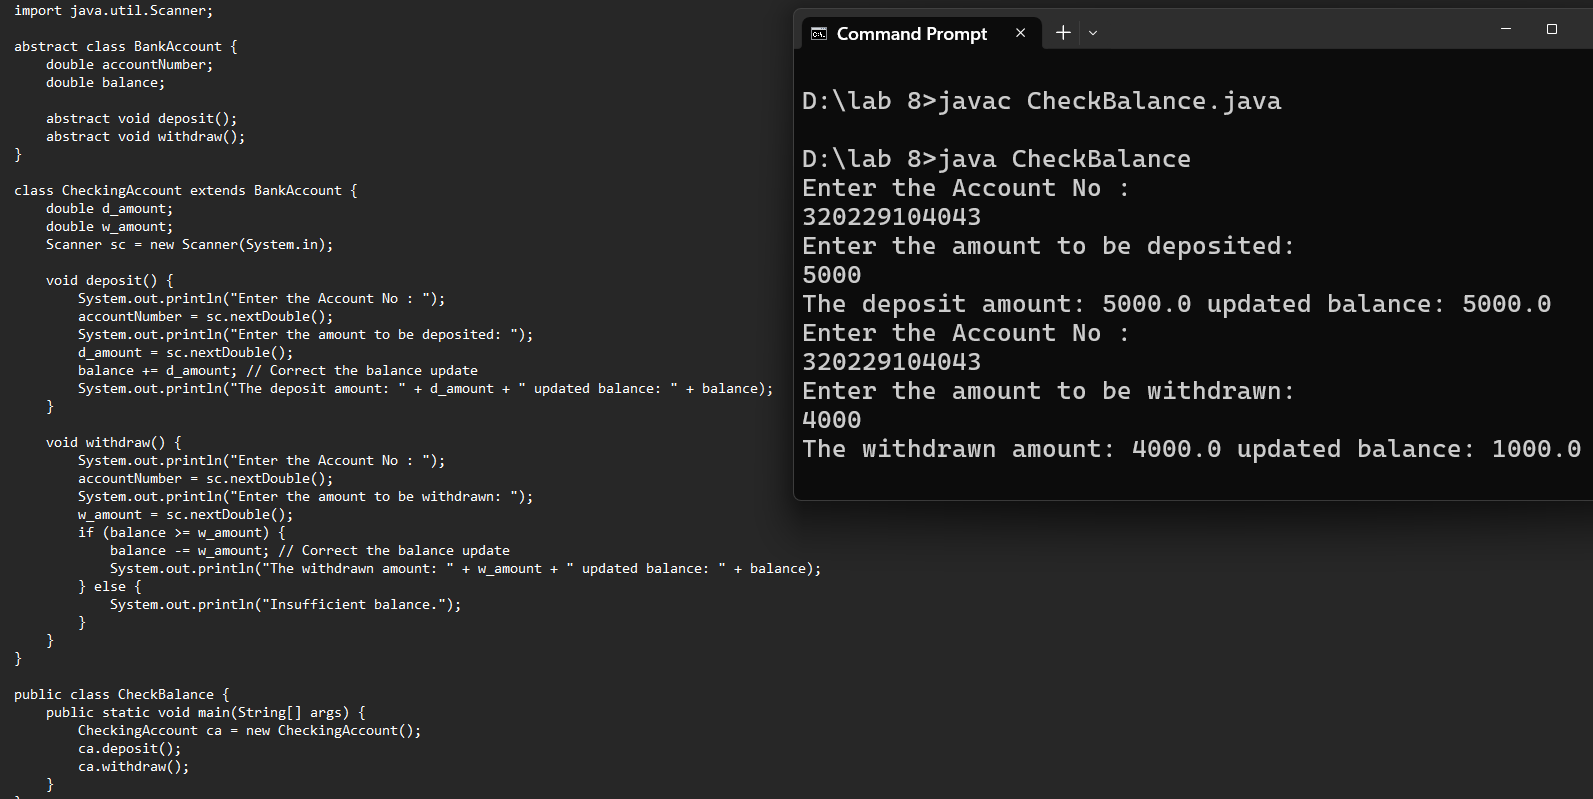 import java.util.Scanner;
abstract class BankAccount {
    double accountNumber;
    double balance;
    abstract void deposit();
    abstract void withdraw();
}
class CheckingAccount extends BankAccount {
    double d_amount;
    double w_amount;
    Scanner sc = new Scanner(System.in);
    void deposit() {
        System.out.println("Enter the Account No : ");
        accountNumber = sc.nextDouble();
        System.out.println("Enter the amount to be deposited: ");
        d_amount = sc.nextDouble();
        balance += d_amount; // Correct the balance update
        System.out.println("The deposit amount: " + d_amount + " updated balance: " + balance);
    }
    void withdraw() {
        System.out.println("Enter the Account No : ");
        accountNumber = sc.nextDouble();
        System.out.println("Enter the amount to be withdrawn: ");
        w_amount = sc.nextDouble();
        if (balance >= w_amount) {
            balance -= w_amount; // Correct the balance update
            System.out.println("The withdrawn amount: " + w_amount + " updated balance: " + balance);
        } else {
            System.out.println("Insufficient balance.");
        }
    }
}
public class CheckBalance {
    public static void main(String[] args) {
        CheckingAccount ca = new CheckingAccount();
        ca.deposit();
        ca.withdraw();
    }
}
Command Prompt
D:\lab 8>javac CheckBalance.java
D:\lab 8>java CheckBalance
Enter the Account No :
320229104043
Enter the amount to be deposited:
5000
The deposit amount: 5000.0 updated balance: 5000.0
Enter the Account No :
320229104043
Enter the amount to be withdrawn:
4000
The withdrawn amount: 4000.0 updated balance: 1000.0